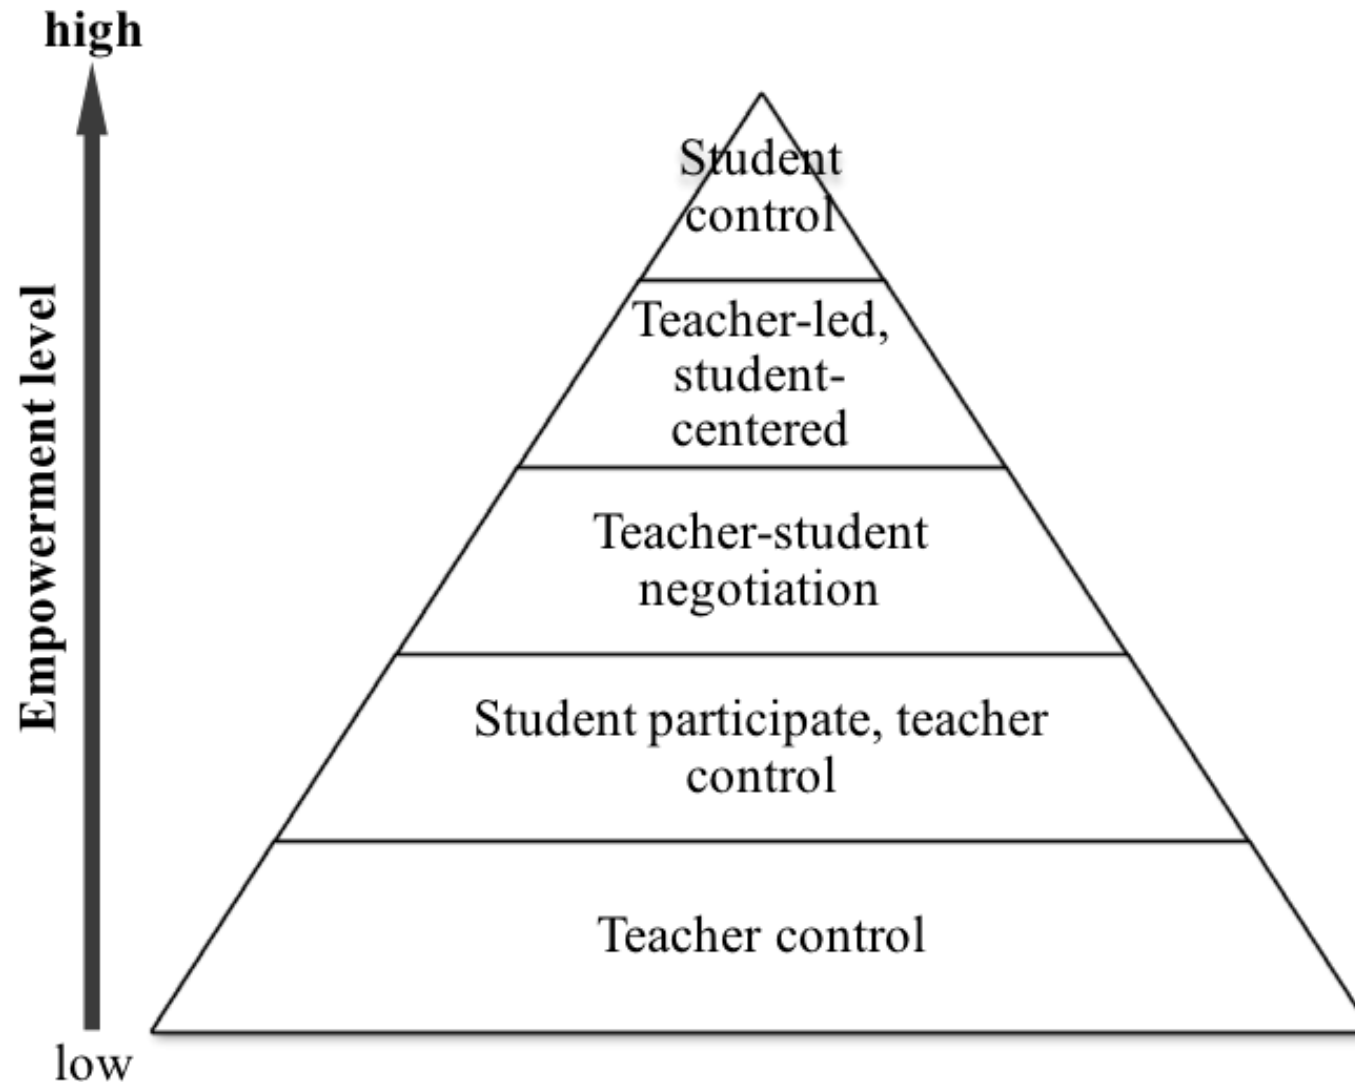 high
Student
control
Teacher-led,
student-
centered
Empowerment level
Teacher-student
negotiation
Student participate, teacher
control
Teacher control
low